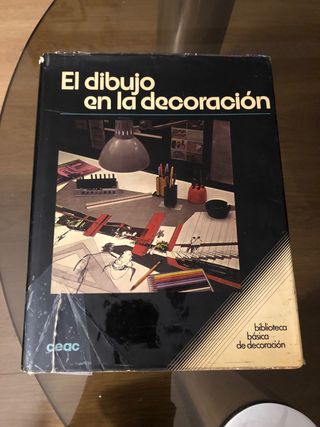 El dibujo
en la decoración
ceac
biblioteca
básica
de decoración